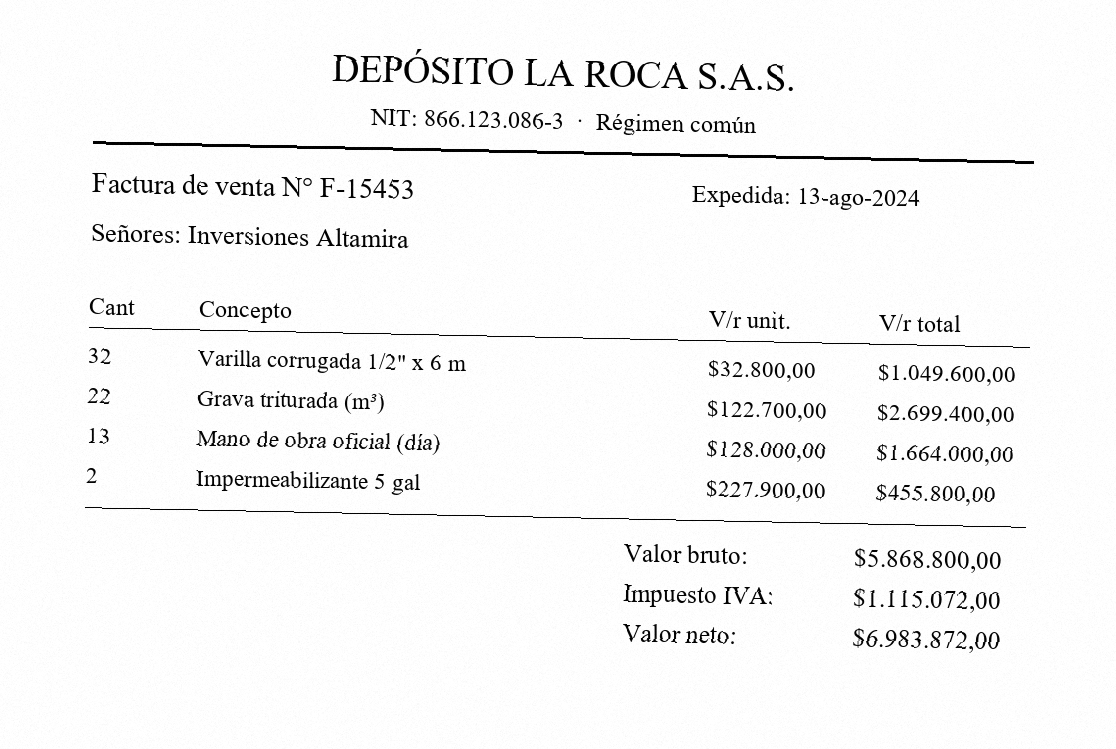 DEPÓSITO LA ROCA S.A.S.
NIT: 866.123.086-3 · Régimen común
Factura de venta N° F-15453 Expedida: 13-ago-2024
Señores: Inversiones Altamira
Cant Concepto V/r unit. V/r total
32 Varilla corrugada 1/2" x 6 m $32.800,00 $1.049.600,00
22 Grava triturada (m³) $122.700,00 $2.699.400,00
13 Mano de obra oficial (día) $128.000,00 $1.664.000,00
2 Impermeabilizante 5 gal $227.900,00 $455.800,00
Valor bruto: $5.868.800,00
Impuesto IVA: $1.115.072,00
Valor neto: $6.983.872,00